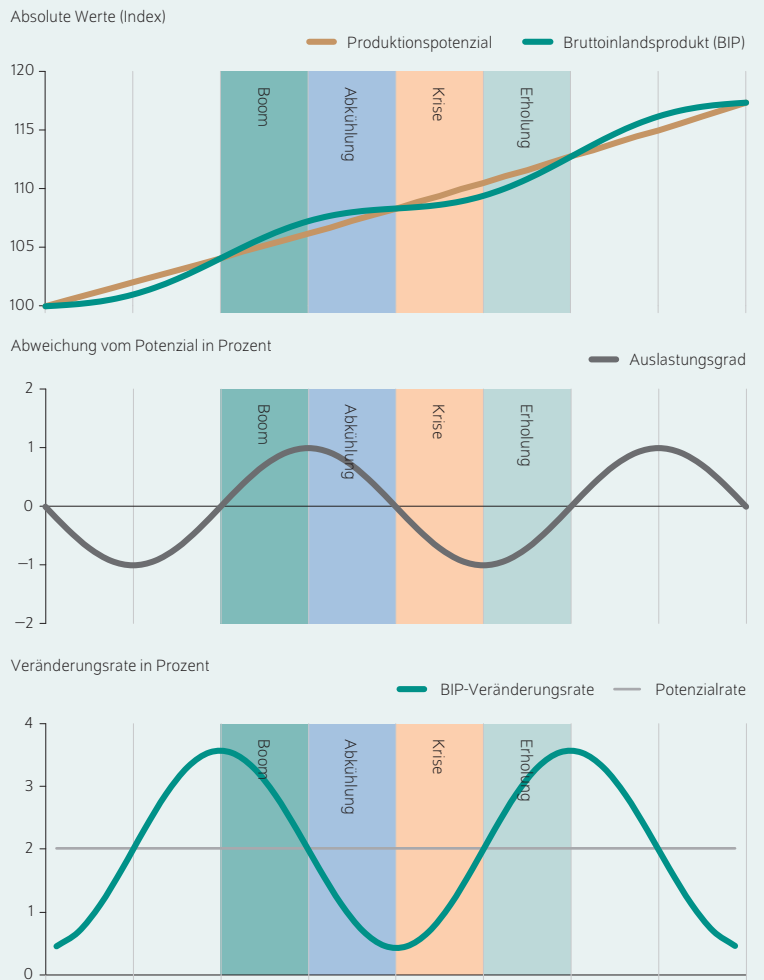 Absolute Werte (Index)
Produktionspotenzial
Bruttoinlandsprodukt (BIP)
120
115
110
105
100
Boom
Abkühlung
Krise
Erholung
Abweichung vom Potenzial in Prozent
Auslastungsgrad
2
1
0
−1
−2
Boom
Abkühlung
Krise
Erholung
Veränderungsrate in Prozent
BIP-Veränderungsrate
Potenzialrate
4
3
2
1
0
Boom
Abkühlung
Krise
Erholung